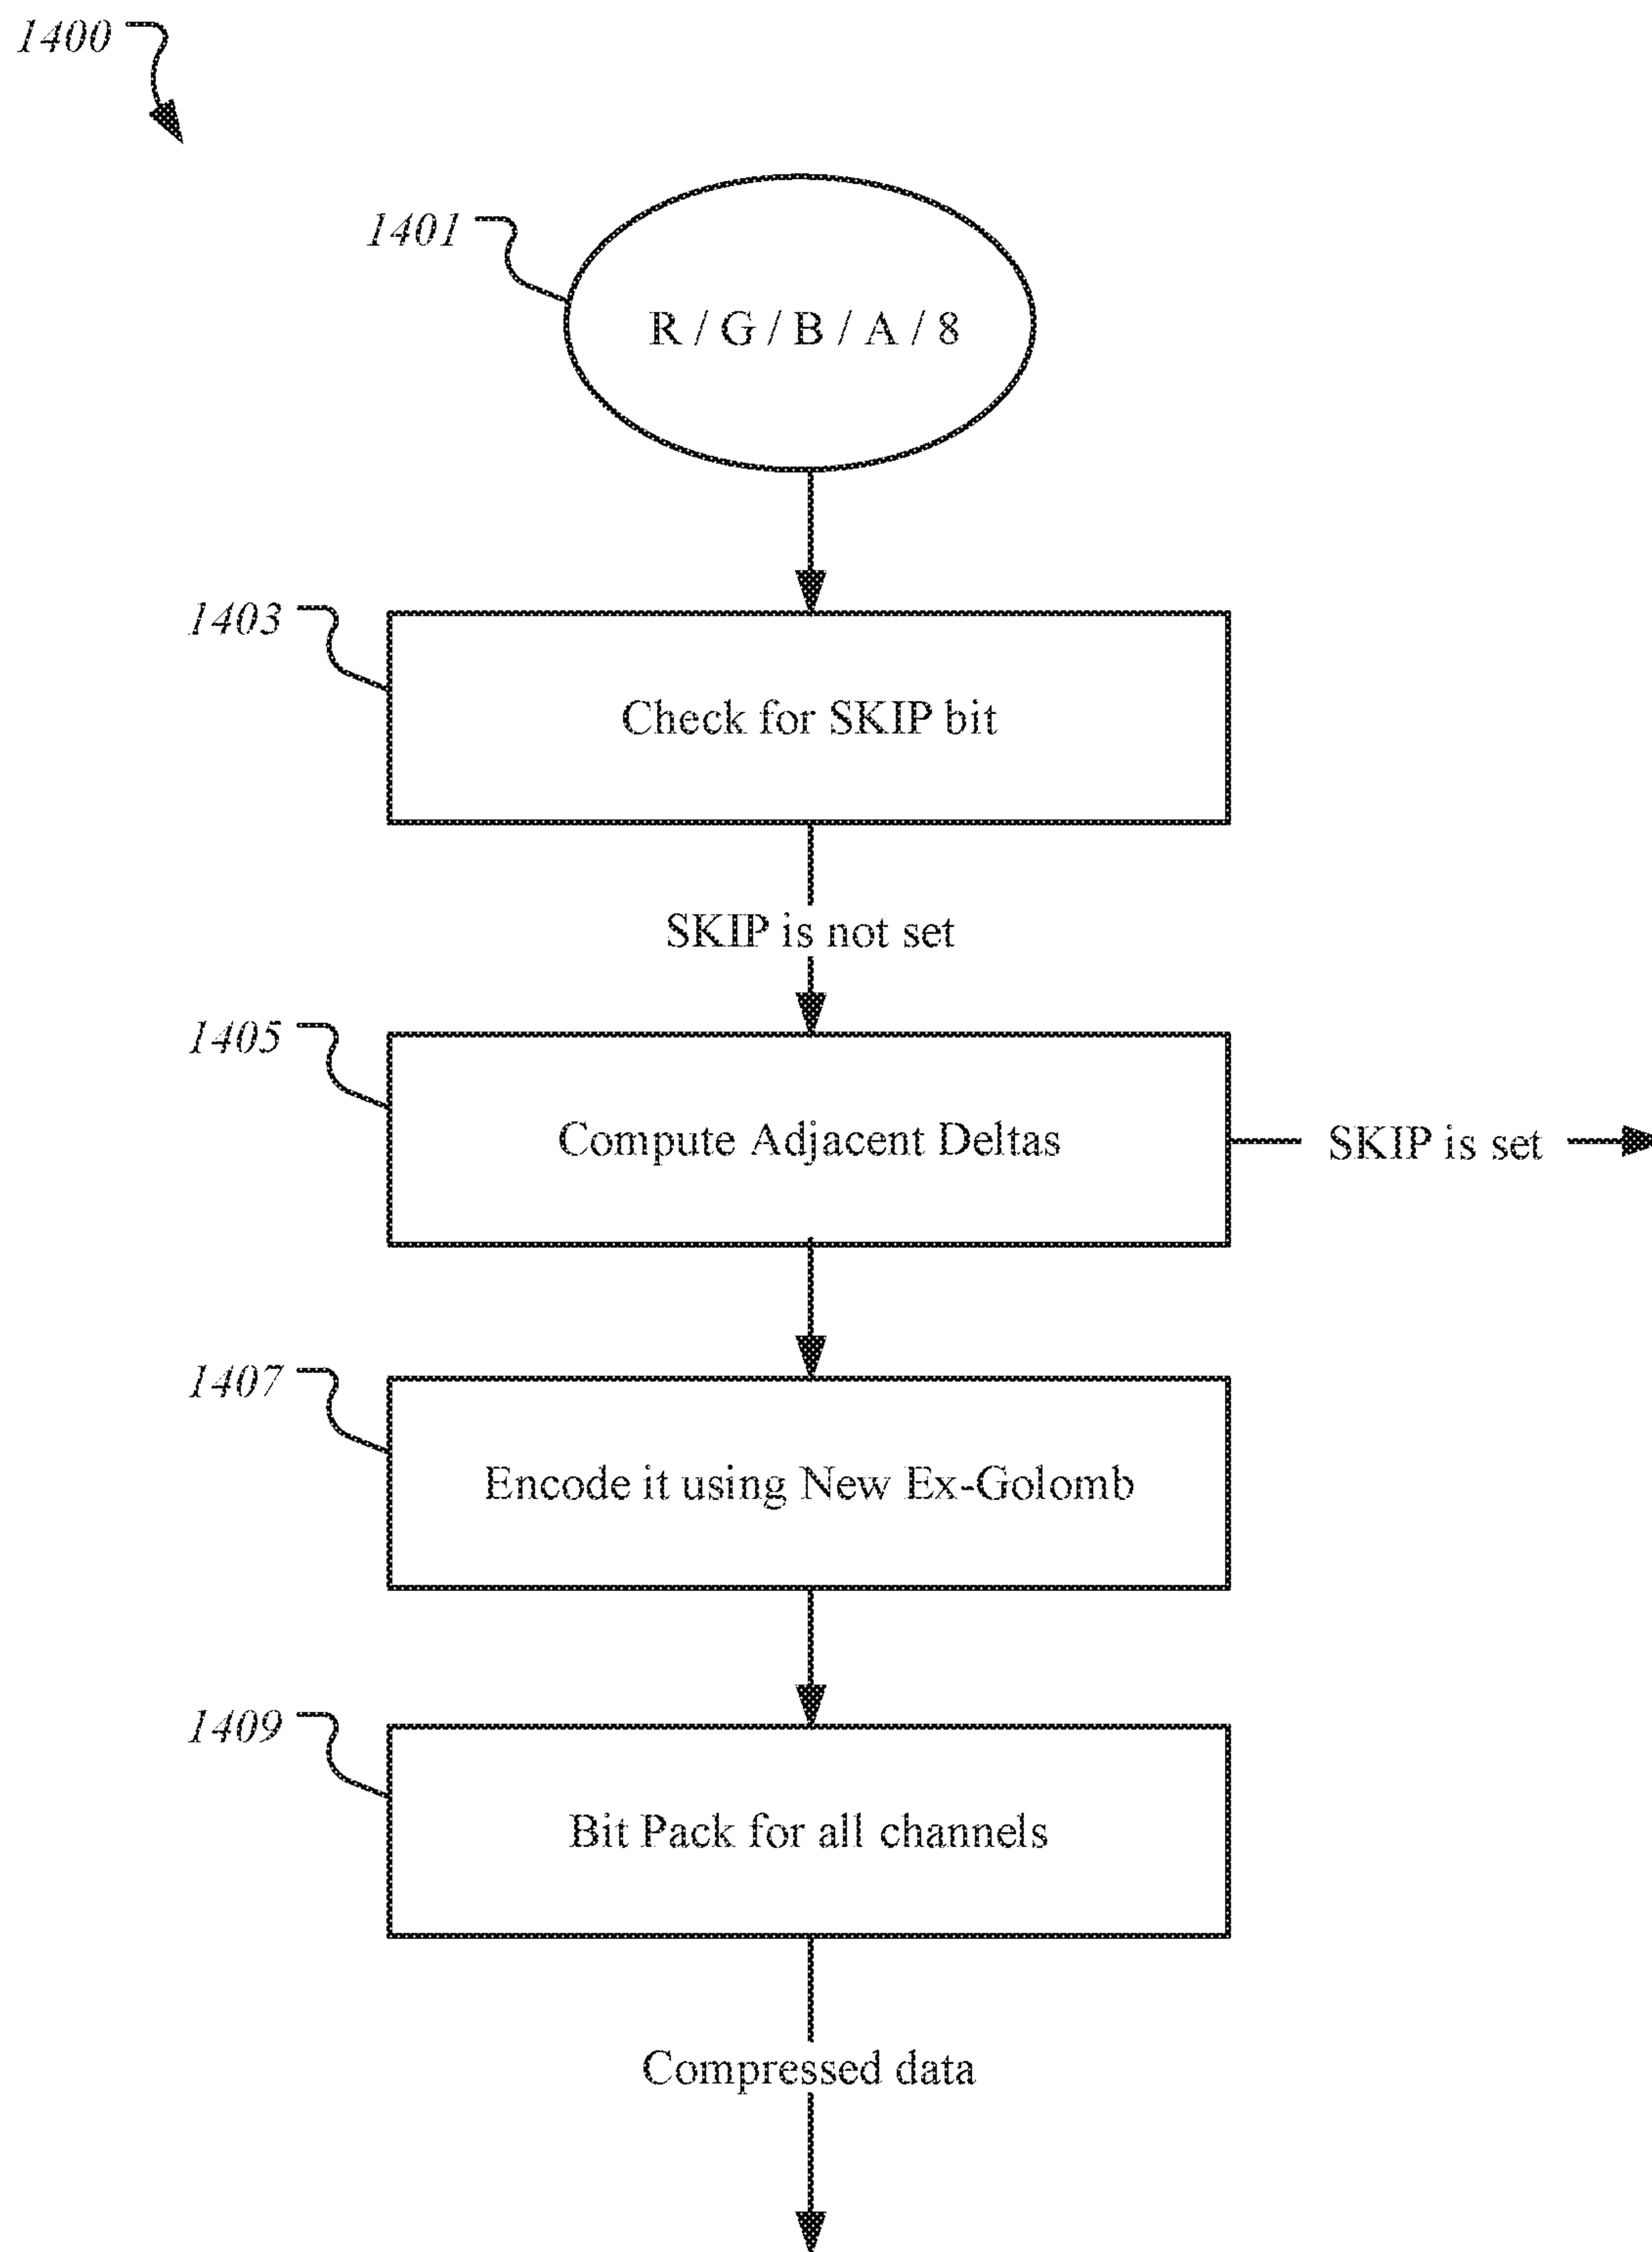 1400
1401
R / G / B / A / 8
1403
Check for SKIP bit
SKIP is not set
1405
Compute Adjacent Deltas
SKIP is set
1407
Encode it using New Ex-Golomb
1409
Bit Pack for all channels
Compressed data